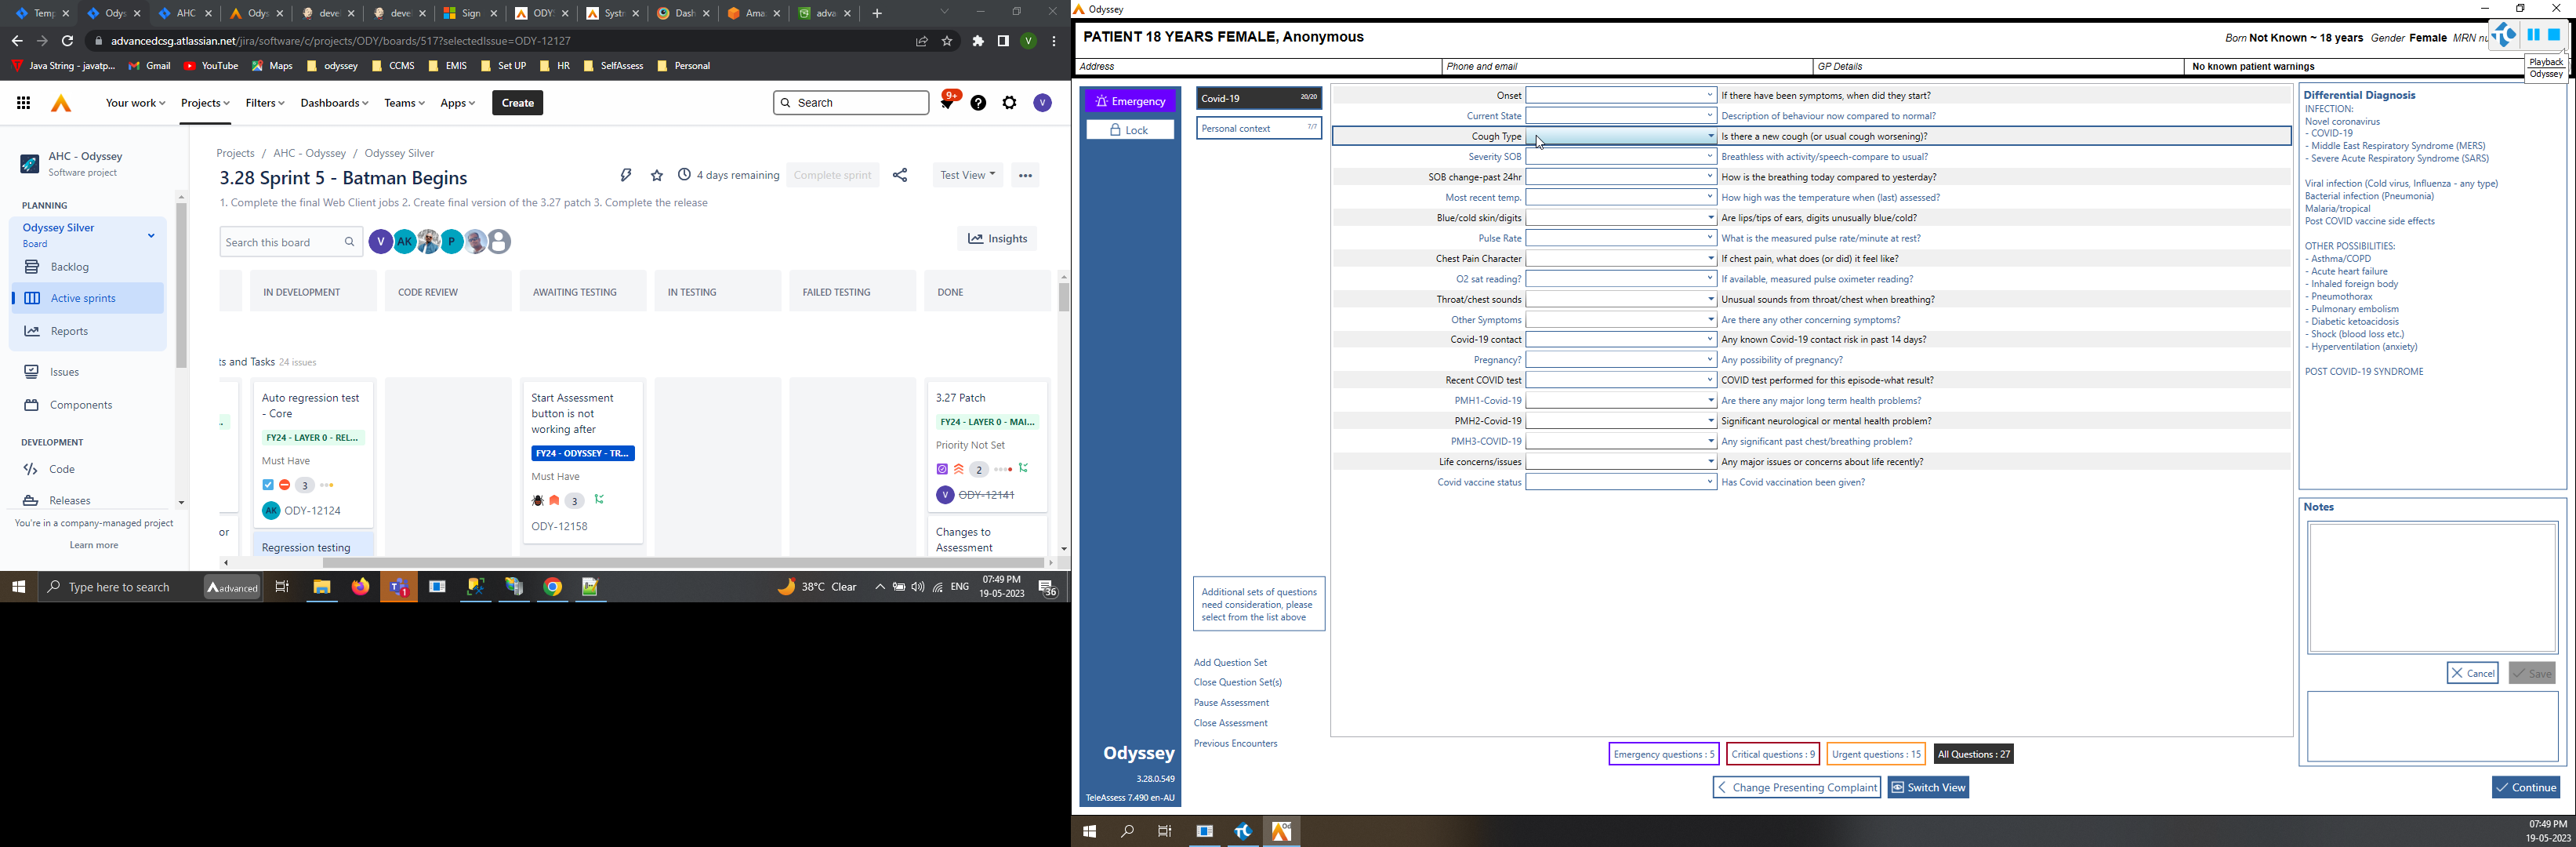 Temp
Odys
AHC
Odys
deve
deve
Sign
ODY
Syst
Dash
Ama
adva
advancedcsg.atlassian.net/jira/software/c/projects/ODY/boards/517?selectedIssue=ODY-12127
V
Java String - javatp...
Gmail
YouTube
Maps
odyssey
CCMS
EMIS
Set UP
HR
SelfAssess
Personal
Your work
Projects
Filters
Dashboards
Teams
Apps
Create
Search
9+
V
AHC - Odyssey
Software project
PLANNING
Odyssey Silver
Board
Backlog
Active sprints
Reports
Issues
Components
DEVELOPMENT
Code
Releases
You're in a company-managed project
Learn more
Projects / AHC - Odyssey / Odyssey Silver
3.28 Sprint 5 - Batman Begins
4 days remaining
Complete sprint
Test View
1. Complete the final Web Client jobs 2. Create final version of the 3.27 patch 3. Complete the release
Search this board
V
AK
P
Insights
IN DEVELOPMENT
CODE REVIEW
AWAITING TESTING
IN TESTING
FAILED TESTING
DONE
ts and Tasks 24 issues
Auto regression test
- Core
FY24 - LAYER 0 - REL...
Must Have
3
AK ODY-12124
or
Regression testing
Start Assessment
button is not
working after
FY24 - ODYSSEY - TR...
Must Have
3
ODY-12158
3.27 Patch
FY24 - LAYER 0 - MAI...
Priority Not Set
2
V ODY-12141
Changes to
Assessment
Type here to search
advanced
1
38°C Clear
ENG
07:49 PM
19-05-2023
36
Odyssey
PATIENT 18 YEARS FEMALE, Anonymous
Born Not Known ~ 18 years Gender Female MRN nu
Address
Phone and email
GP Details
No known patient warnings
Playback
Odyssey
Emergency
Lock
Odyssey
3.28.0.549
TeleAssess 7.490 en-AU
Covid-19 20/20
Personal context 7/7
Additional sets of questions
need consideration, please
select from the list above
Add Question Set
Close Question Set(s)
Pause Assessment
Close Assessment
Previous Encounters
Onset If there have been symptoms, when did they start?
Current State Description of behaviour now compared to normal?
Cough Type Is there a new cough (or usual cough worsening)?
Severity SOB Breathless with activity/speech-compare to usual?
SOB change-past 24hr How is the breathing today compared to yesterday?
Most recent temp. How high was the temperature when (last) assessed?
Blue/cold skin/digits Are lips/tips of ears, digits unusually blue/cold?
Pulse Rate What is the measured pulse rate/minute at rest?
Chest Pain Character If chest pain, what does (or did) it feel like?
O2 sat reading? If available, measured pulse oximeter reading?
Throat/chest sounds Unusual sounds from throat/chest when breathing?
Other Symptoms Are there any other concerning symptoms?
Covid-19 contact Any known Covid-19 contact risk in past 14 days?
Pregnancy? Any possibility of pregnancy?
Recent COVID test COVID test performed for this episode-what result?
PMH1-Covid-19 Are there any major long term health problems?
PMH2-Covid-19 Significant neurological or mental health problem?
PMH3-COVID-19 Any significant past chest/breathing problem?
Life concerns/issues Any major issues or concerns about life recently?
Covid vaccine status Has Covid vaccination been given?
Emergency questions : 5
Critical questions : 9
Urgent questions : 15
All Questions : 27
Change Presenting Complaint
Switch View
Differential Diagnosis
INFECTION:
Novel coronavirus
- COVID-19
- Middle East Respiratory Syndrome (MERS)
- Severe Acute Respiratory Syndrome (SARS)
Viral infection (Cold virus, Influenza - any type)
Bacterial infection (Pneumonia)
Malaria/tropical
Post COVID vaccine side effects
OTHER POSSIBILITIES:
- Asthma/COPD
- Acute heart failure
- Inhaled foreign body
- Pneumothorax
- Pulmonary embolism
- Diabetic ketoacidosis
- Shock (blood loss etc.)
- Hyperventilation (anxiety)
POST COVID-19 SYNDROME
Notes
Cancel
Save
Continue
07:49 PM
19-05-2023